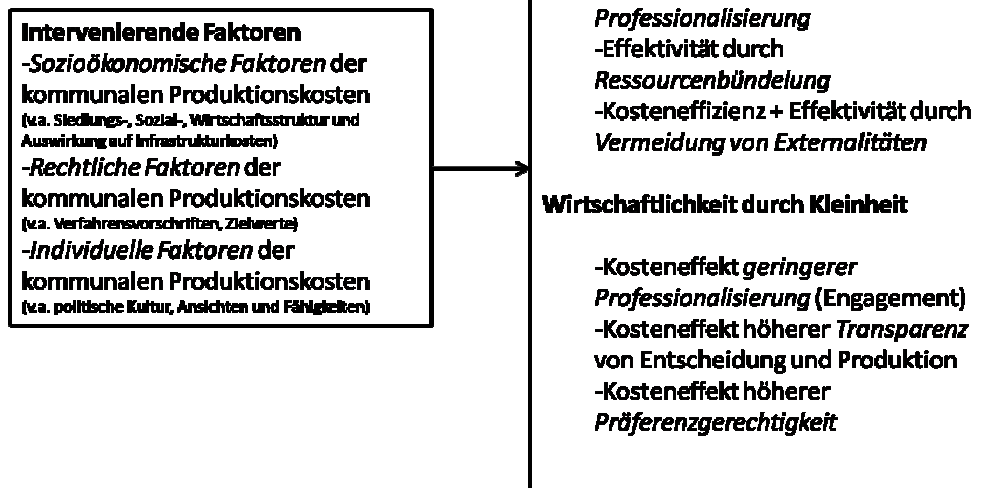 Intervenierende Faktoren
-Sozioökonomische Faktoren der
kommunalen Produktionskosten
(v.a. Siedlungs-, Sozial-, Wirtschaftsstruktur und
Auswirkung auf Infrastrukturkosten)
-Rechtliche Faktoren der
kommunalen Produktionskosten
(v.a. Verfahrensvorschriften, Zielwerte)
-Individuelle Faktoren der
kommunalen Produktionskosten
(v.a. politische Kultur, Ansichten und Fähigkeiten)
Professionalisierung
-Effektivität durch
Ressourcenbündelung
-Kosteneffizienz + Effektivität durch
Vermeidung von Externalitäten
Wirtschaftlichkeit durch Kleinheit
-Kosteneffekt geringerer
Professionalisierung (Engagement)
-Kosteneffekt höherer Transparenz
von Entscheidung und Produktion
-Kosteneffekt höherer
Präferenzgerechtigkeit